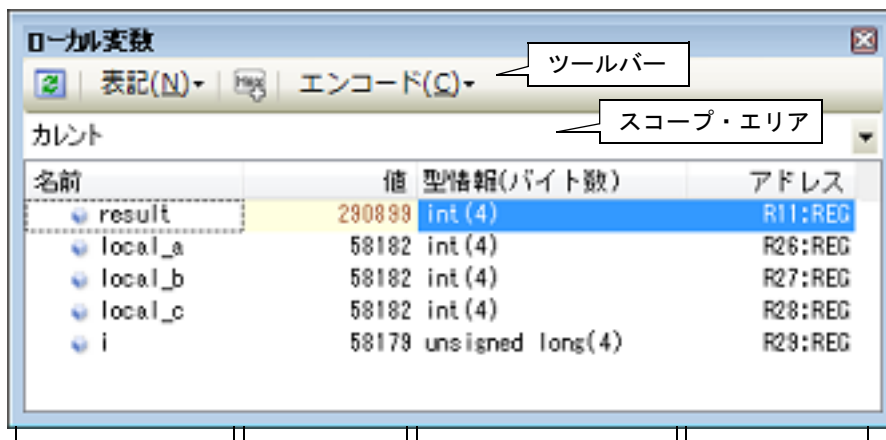 ローカル変数
表記(N) Hex エンコード(C)
ツールバー
カレント
スコープ・エリア
名前 値 型情報(バイト数) アドレス
result 290899 int(4) R11:REG
local_a 58182 int(4) R26:REG
local_b 58182 int(4) R27:REG
local_c 58182 int(4) R28:REG
i 58179 unsigned long(4) R29:REG